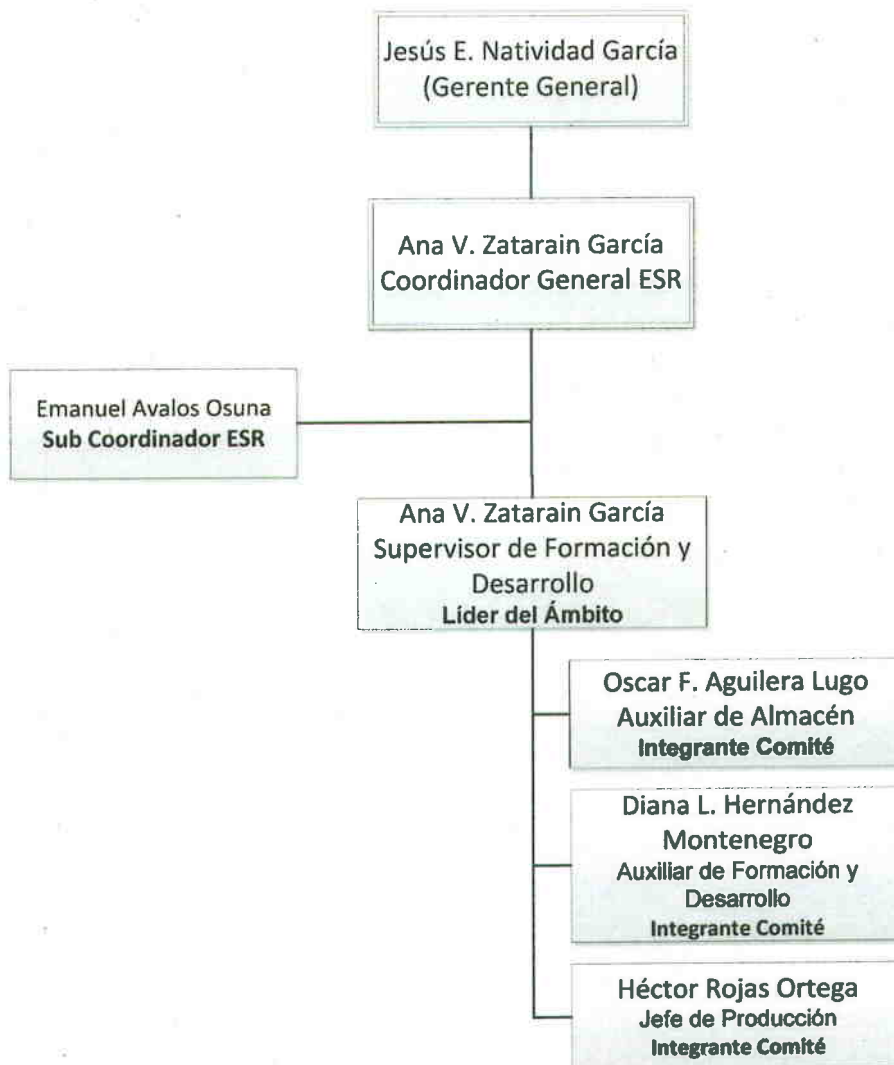 Jesús E. Natividad García
(Gerente General)
Ana V. Zatarain García
Coordinador General ESR
Emanuel Avalos Osuna
Sub Coordinador ESR
Ana V. Zatarain García
Supervisor de Formación y
Desarrollo
Líder del Ámbito
Oscar F. Aguilera Lugo
Auxiliar de Almacén
Integrante Comité
Diana L. Hernández
Montenegro
Auxiliar de Formación y
Desarrollo
Integrante Comité
Héctor Rojas Ortega
Jefe de Producción
Integrante Comité